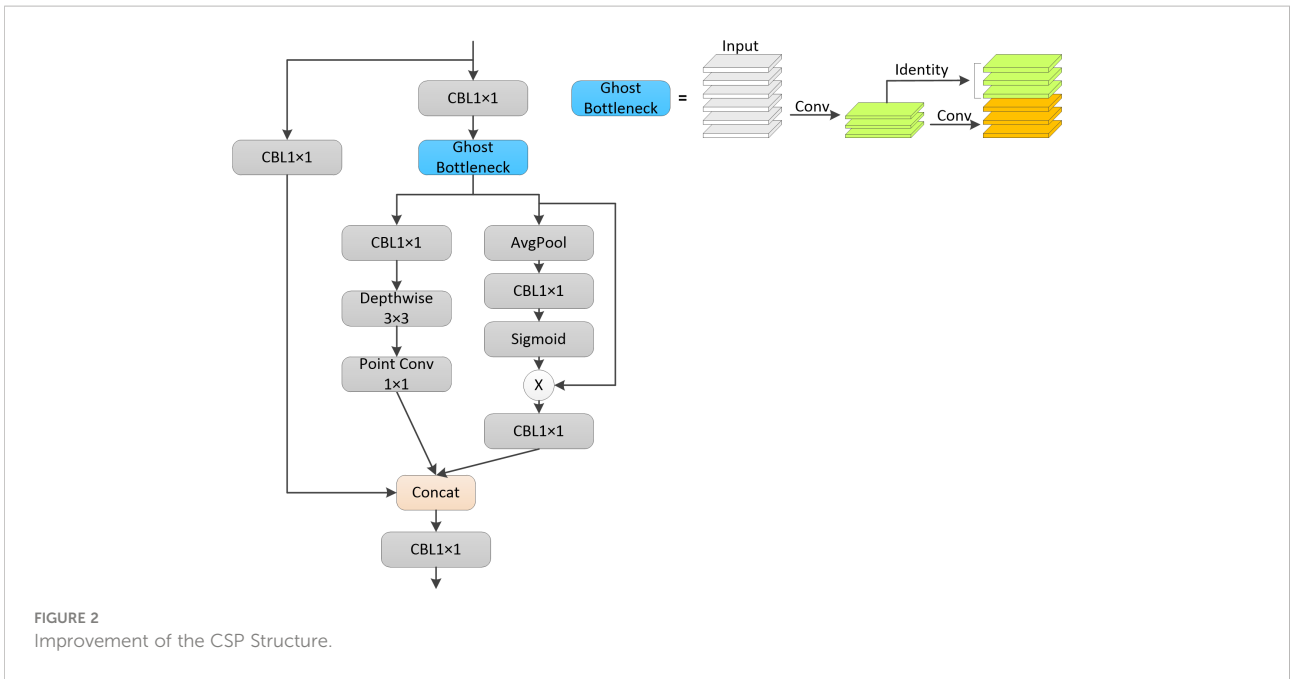 CBL1×1
CBL1×1
Ghost
Bottleneck
CBL1×1
Depthwise
3×3
Point Conv
1×1
AvgPool
CBL1×1
Sigmoid
X
CBL1×1
Concat
CBL1×1
Ghost
Bottleneck
=
Input
Conv
Identity
Conv
FIGURE 2
Improvement of the CSP Structure.